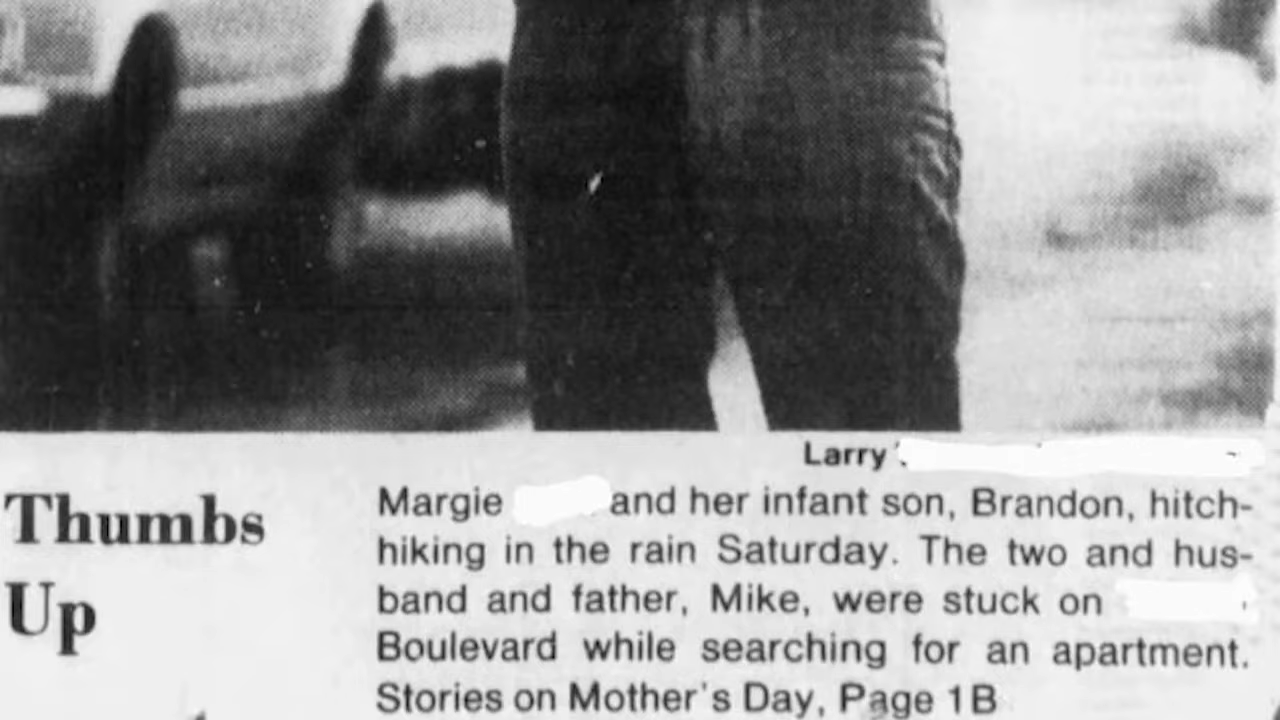 Larry
Thumbs
Up
Margie and her infant son, Brandon, hitch-
hiking in the rain Saturday. The two and hus-
band and father, Mike, were stuck on
Boulevard while searching for an apartment.
Stories on Mother's Day, Page 1B